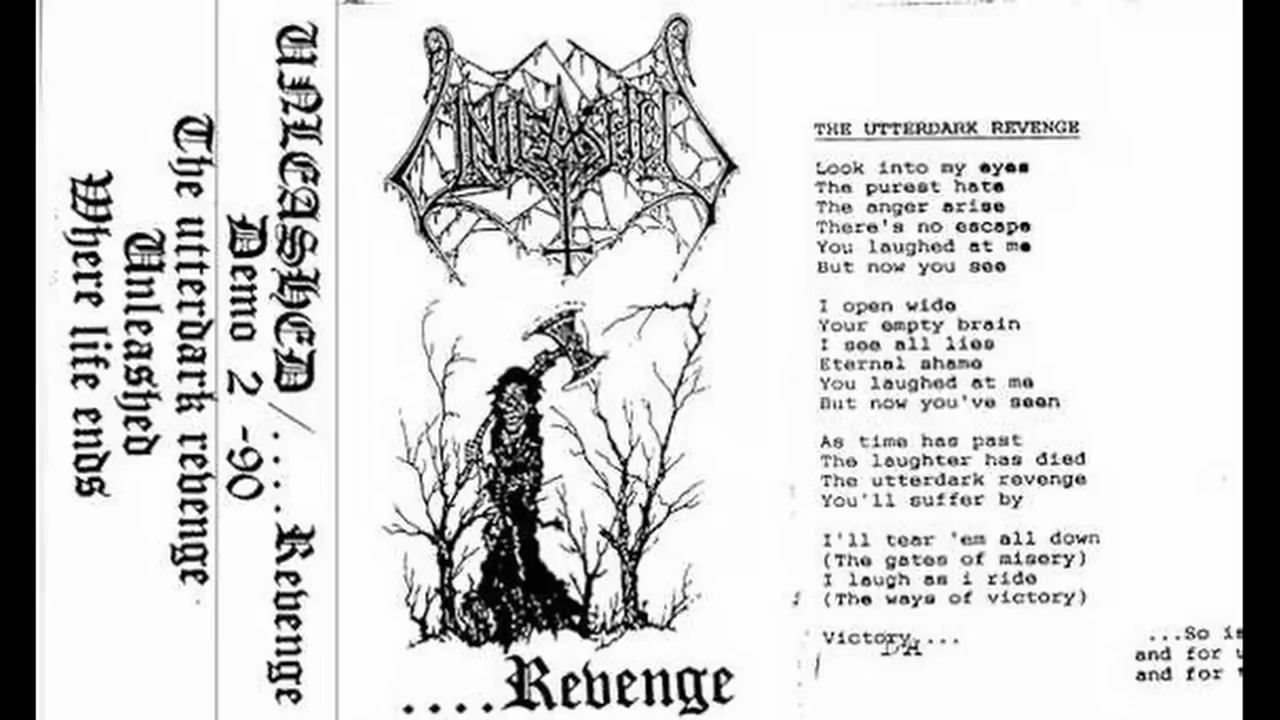 UNLEASHED / .....Revenge
Demo 2 -90
The utterdark revenge
Unleashed
Where life ends
UNLEASHED
....Revenge
THE UTTERDARK REVENGE
Look into my eyes
The purest hate
The anger arise
There's no escape
You laughed at me
But now you see
I open wide
Your empty brain
I see all lies
Eternal shame
You laughed at me
But now you've seen
As time has past
The laughter has died
The utterdark revenge
You'll suffer by
I'll tear 'em all down
(The gates of misery)
I laugh as i ride
(The ways of victory)
Victory....
DA
...So is
and for
and for